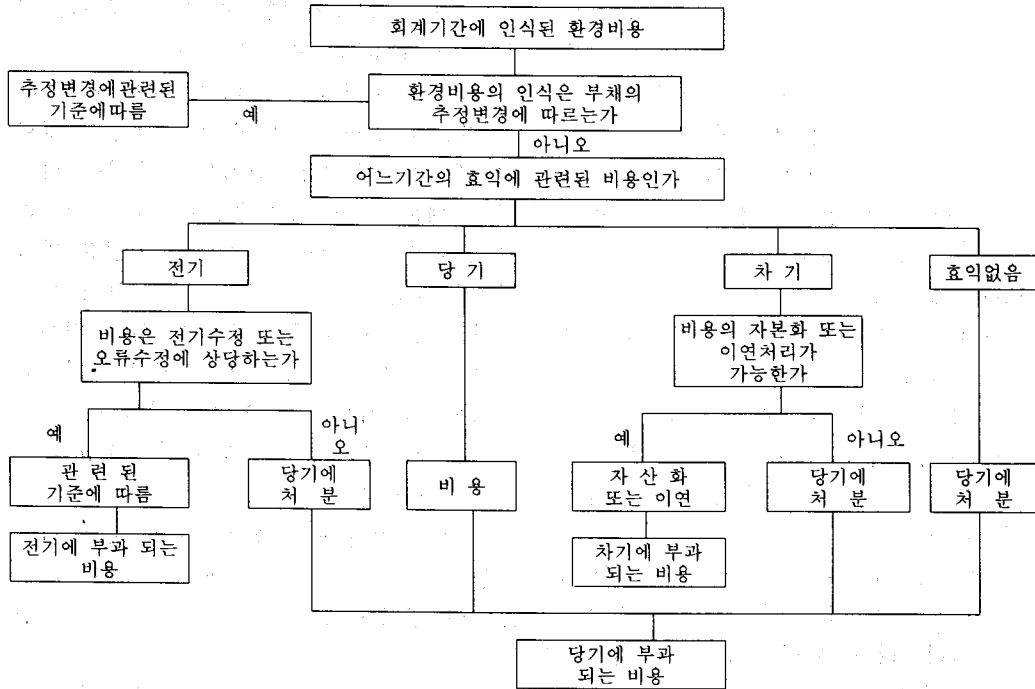 회계기간에 인식된 환경비용
추정변경에관련된
기준에따름
예
환경비용의 인식은 부채의
추정변경에 따르는가
아니오
어느기간의 효익에 관련된 비용인가
전기
당 기
차 기
효익없음
비용은 전기수정 또는
오류수정에 상당하는가
비용의 자본화 또는
이연처리가
가능한가
예
아니
오
예
아니오
관 련 된
기준에 따름
당기에
처 분
비 용
자 산 화
또는 이연
당기에
처 분
당기에
처 분
전기에 부과 되는
비용
차기에 부과
되는 비용
당기에 부과
되는 비용